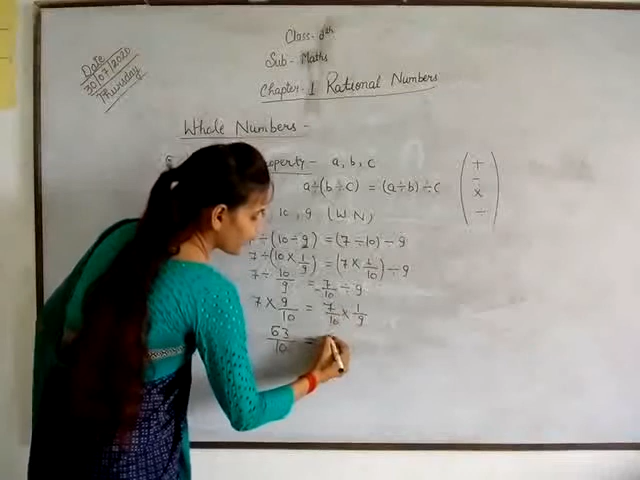 Date
30/07/2020
Thursday
Class- 8th
Sub- Maths
Chapter-1 Rational Numbers
Whole Numbers -
Property - a, b, c
a÷(b÷c) = (a÷b)÷c
( + - × ÷ )
10, 9 (W.N)
÷(10÷9) = (7÷10)÷9
7÷(10×1/9) = (7×1/10)÷9
7÷10/9 = 7/10÷9
7×9/10 = 7/10×1/9
63/10 =